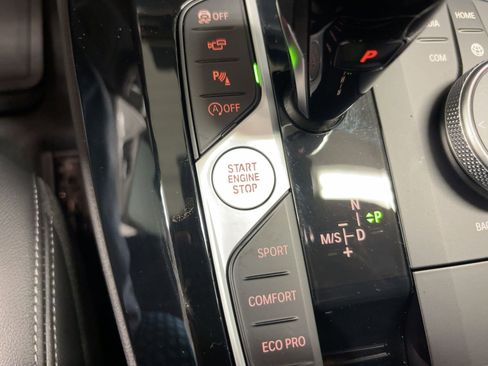 OFF
P
A OFF
START
ENGINE
STOP
SPORT
COMFORT
ECO PRO
P
N
P
M/S
D
+
HOME
COM